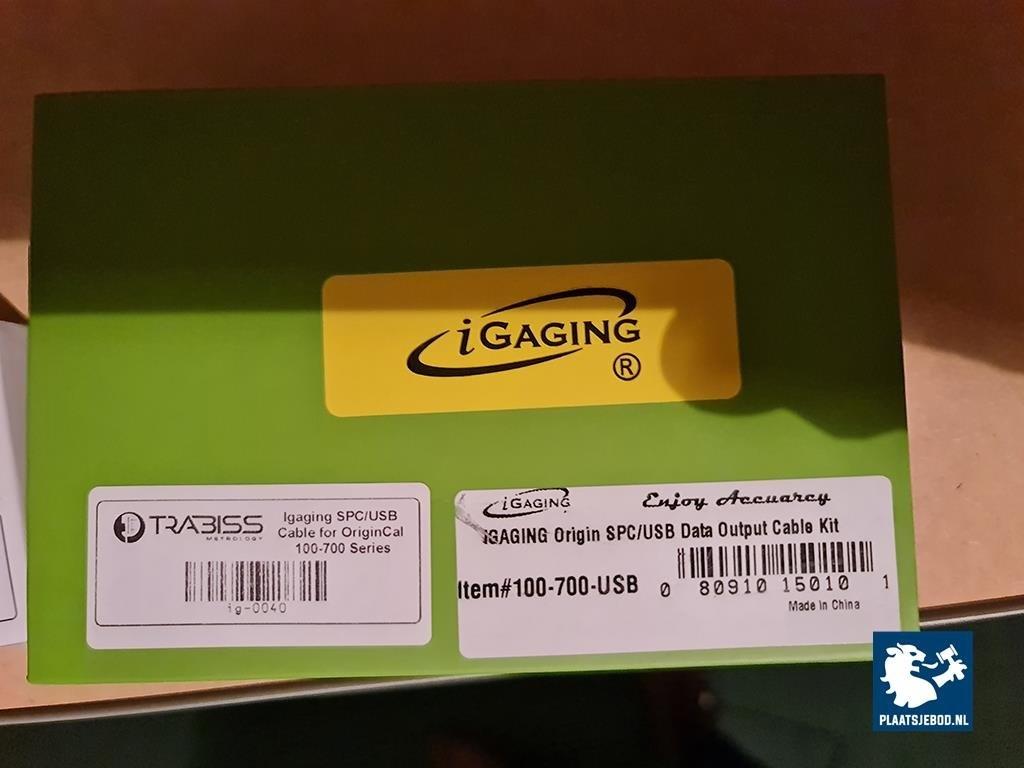 iGAGING
®
TRABISS
METROLOGY
Igaging SPC/USB
Cable for OriginCal
100-700 Series
ig-0040
iGAGING
Enjoy Accuarcy
iGAGING Origin SPC/USB Data Output Cable Kit
Item#100-700-USB
0 80910 15010 1
Made in China
PLAATSJEBOD.NL